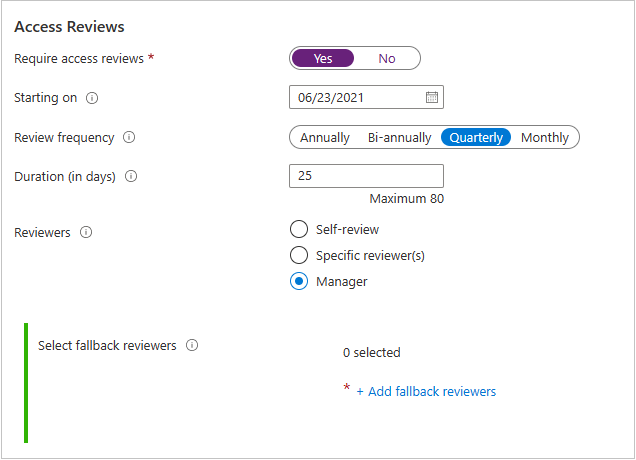 Access Reviews
Require access reviews * Yes No
Starting on 06/23/2021
Review frequency Annually Bi-annually Quarterly Monthly
Duration (in days) 25
Maximum 80
Reviewers Self-review
Specific reviewer(s)
Manager
Select fallback reviewers
0 selected
* + Add fallback reviewers